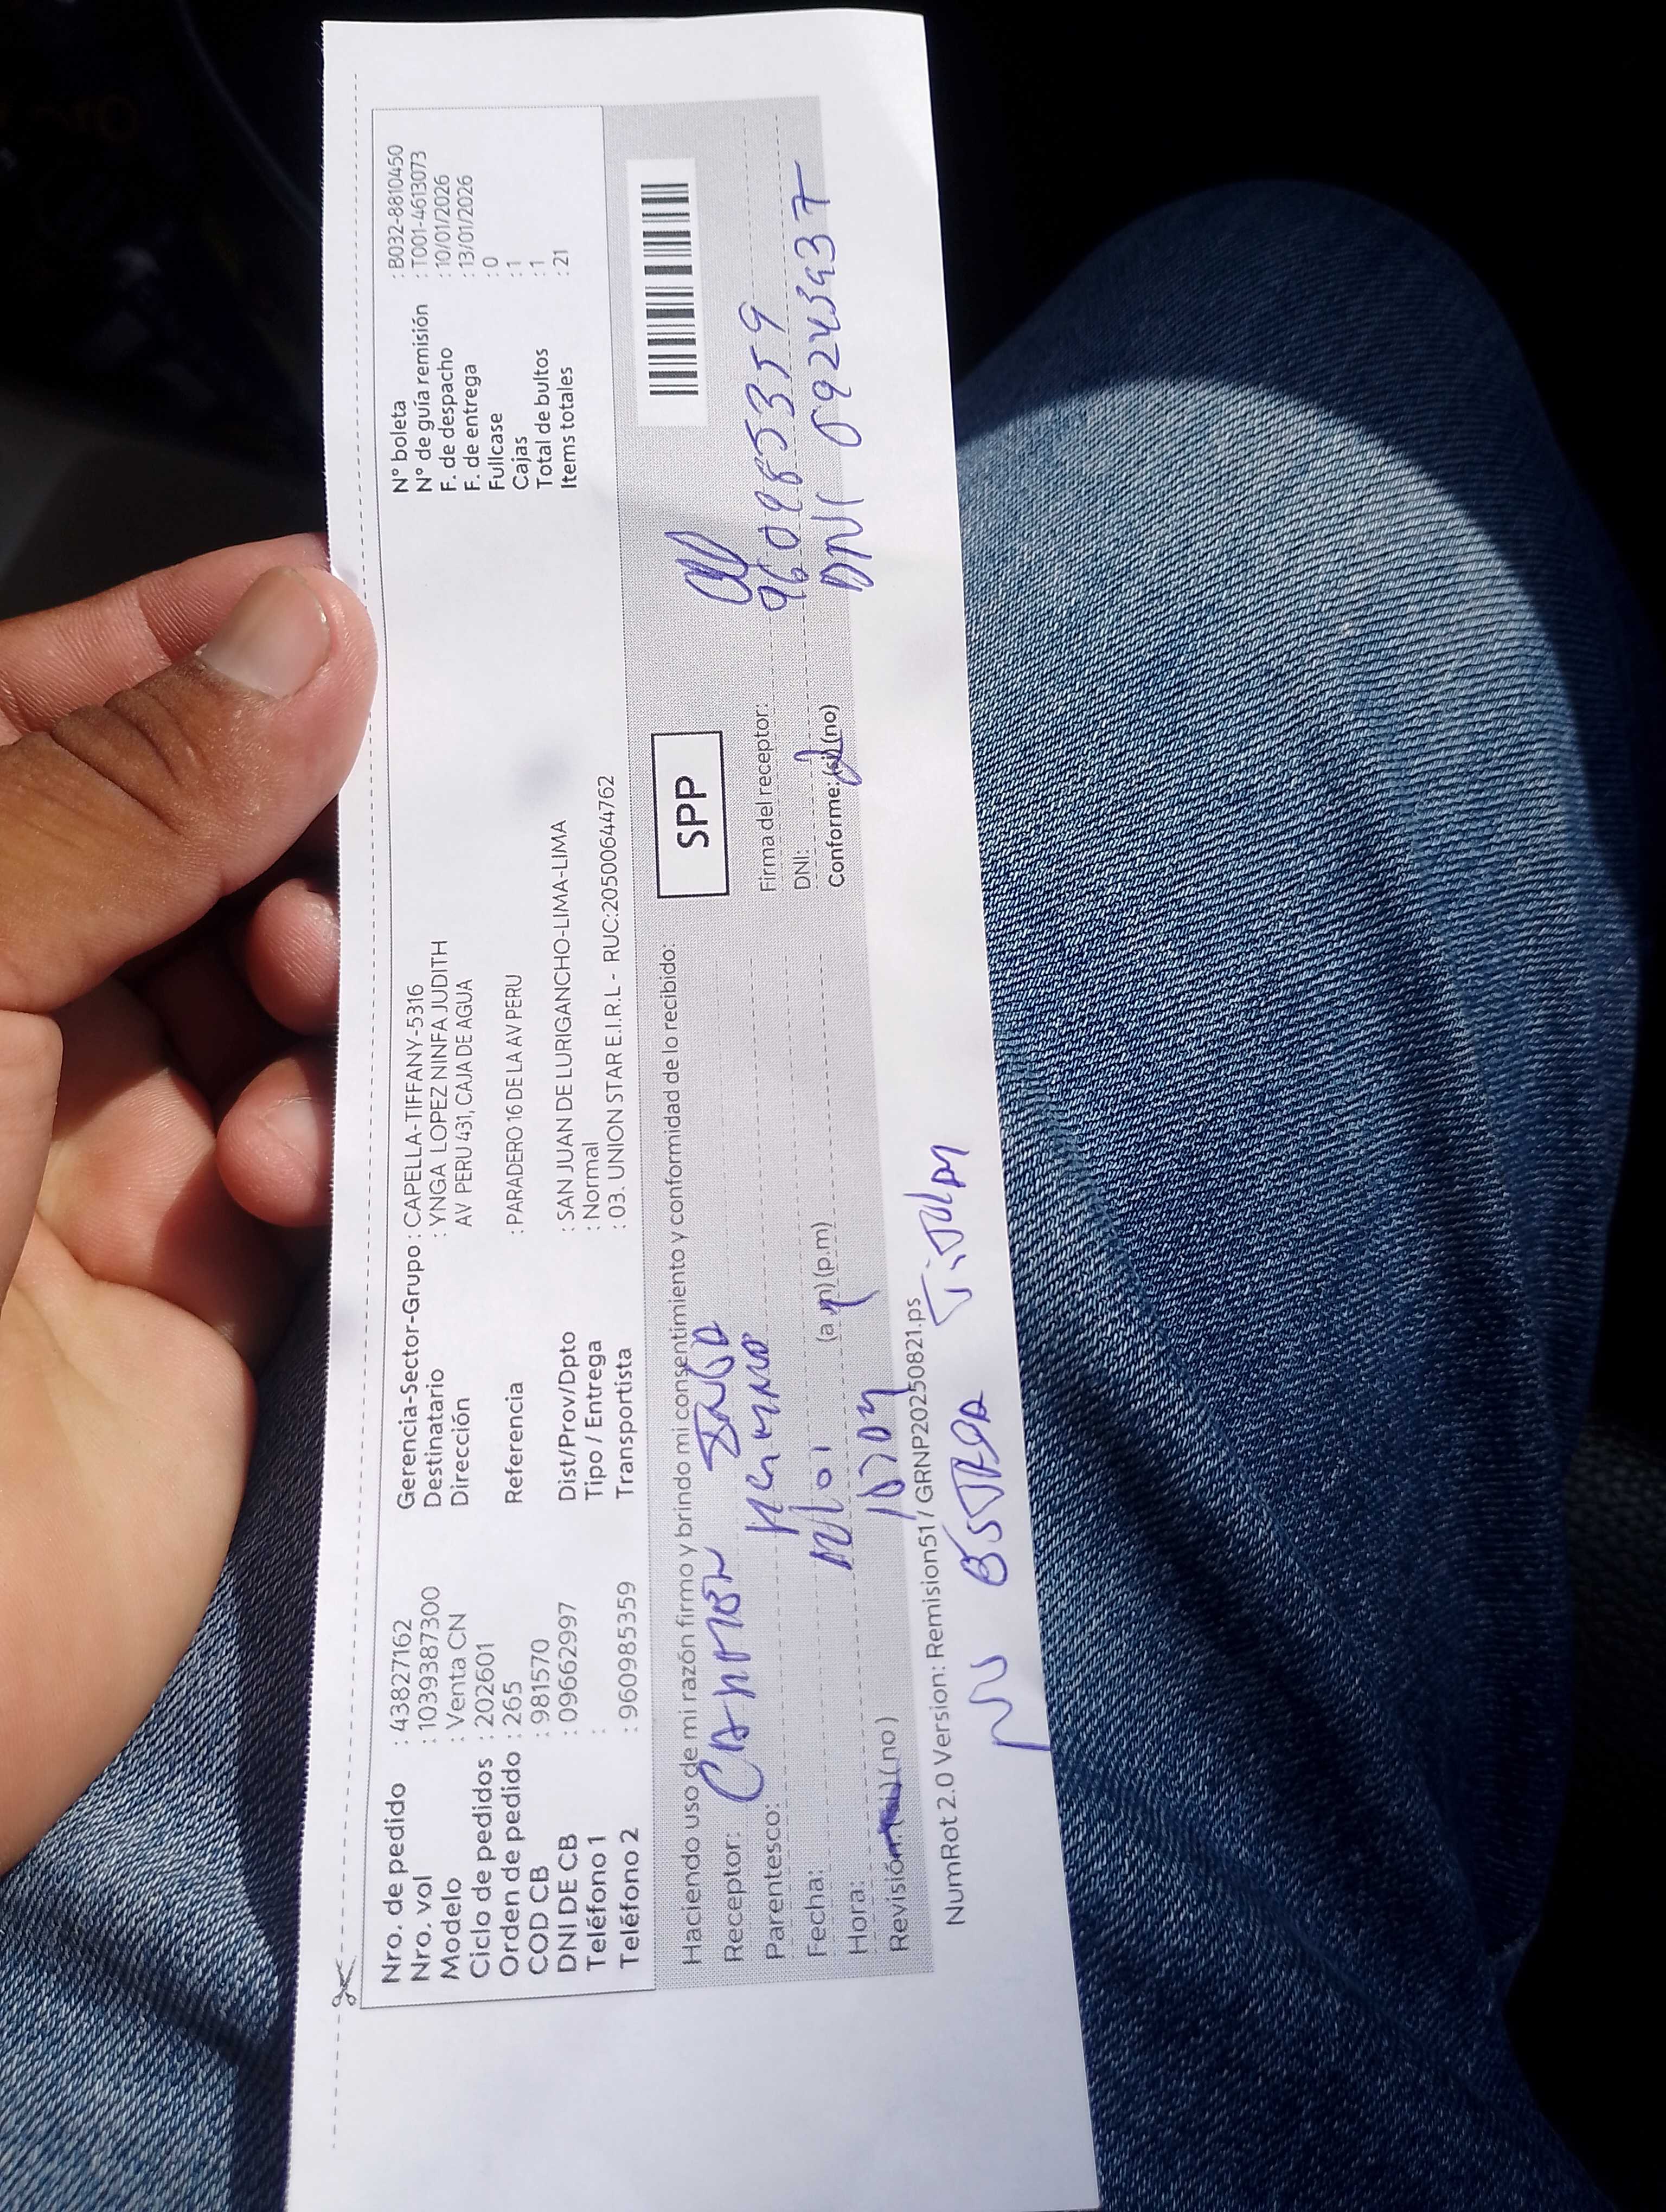 Nro. de pedido : 43827162
Nro. vol : 1039387300
Modelo : Venta CN
Ciclo de pedidos : 202601
Orden de pedido : 265
COD CB : 981570
DNI DE CB : 09662997
Teléfono 1 :
Teléfono 2 : 960985359
Gerencia-Sector-Grupo : CAPELLA-TIFFANY-5316
Destinatario : YNGA LOPEZ NINFA JUDITH
Dirección AV PERU 431, CAJA DE AGUA
Referencia : PARADERO 16 DE LA AV PERU
Dist/Prov/Dpto : SAN JUAN DE LURIGANCHO-LIMA-LIMA
Tipo / Entrega : Normal
Transportista : 03. UNION STAR E.I.R.L - RUC:20500644762
N° boleta : B032-8810450
N° de guía remisión : T001-4613073
F. de despacho : 10/01/2026
F. de entrega : 13/01/2026
Fullcase : 0
Cajas : 1
Total de bultos : 1
Items totales : 21
Haciendo uso de mi razón firmo y brindo mi consentimiento y conformidad de lo recibido:
SPP
Receptor: CARMEN INGA
Parentesco:
Fecha:
Hora: (a.m) (p.m)
Revisión: (si) (no)
Firma del receptor:
960985359
DNI:
DNI
Conforme: (si) (no)
NumRot 2.0 Version: Remision51 / GRNP20250821.ps